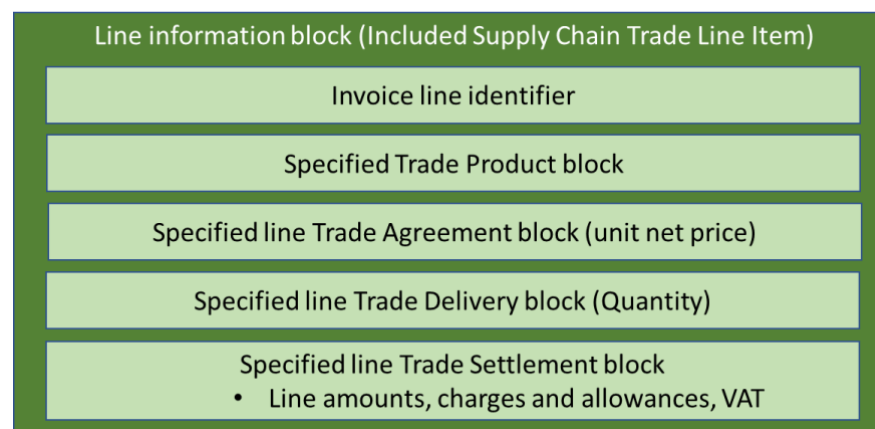 Line information block (Included Supply Chain Trade Line Item)
Invoice line identifier
Specified Trade Product block
Specified line Trade Agreement block (unit net price)
Specified line Trade Delivery block (Quantity)
Specified line Trade Settlement block
• Line amounts, charges and allowances, VAT